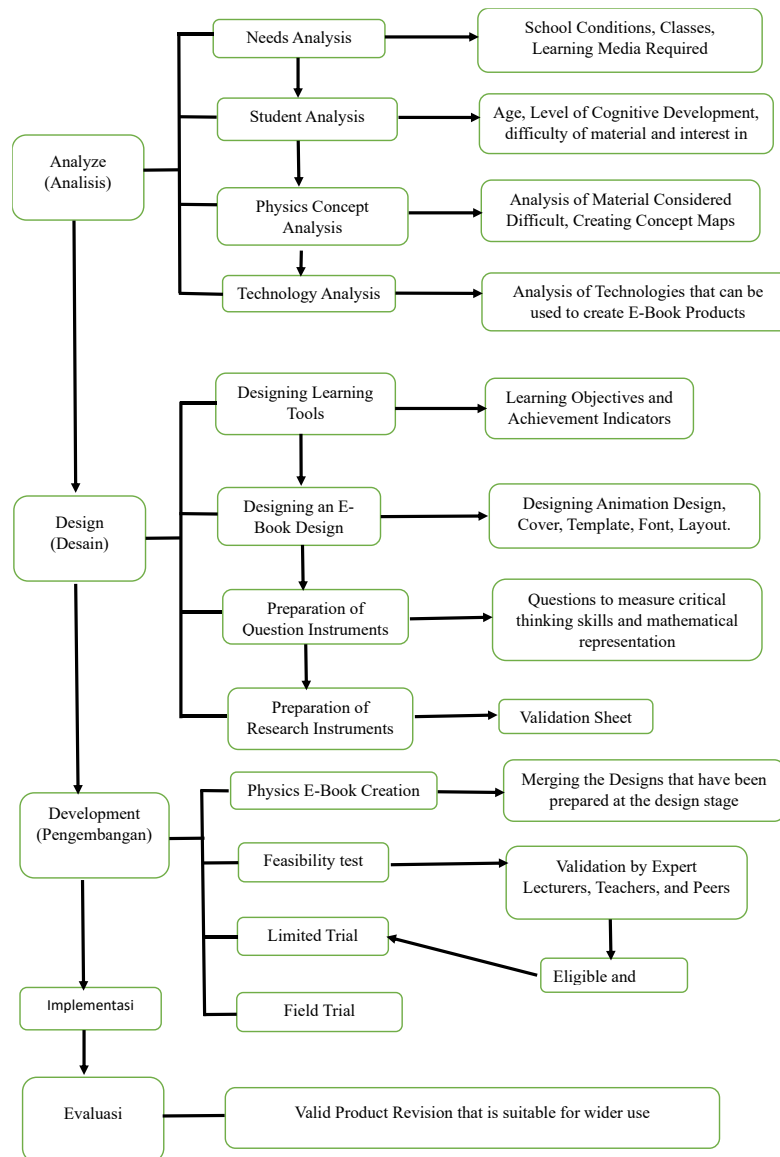 Needs Analysis
School Conditions, Classes,
Learning Media Required
Student Analysis
Age, Level of Cognitive Development,
difficulty of material and interest in
Analyze
(Analisis)
Physics Concept
Analysis
Analysis of Material Considered
Difficult, Creating Concept Maps
Technology Analysis
Analysis of Technologies that can be
used to create E-Book Products
Designing Learning
Tools
Learning Objectives and
Achievement Indicators
Design
(Desain)
Designing an E-
Book Design
Designing Animation Design,
Cover, Template, Font, Layout.
Preparation of
Question Instruments
Questions to measure critical
thinking skills and mathematical
representation
Preparation of
Research Instruments
Validation Sheet
Development
(Pengembangan)
Physics E-Book Creation
Merging the Designs that have been
prepared at the design stage
Feasibility test
Validation by Expert
Lecturers, Teachers, and Peers
Limited Trial
Eligible and
Field Trial
Implementasi
Evaluasi
Valid Product Revision that is suitable for wider use